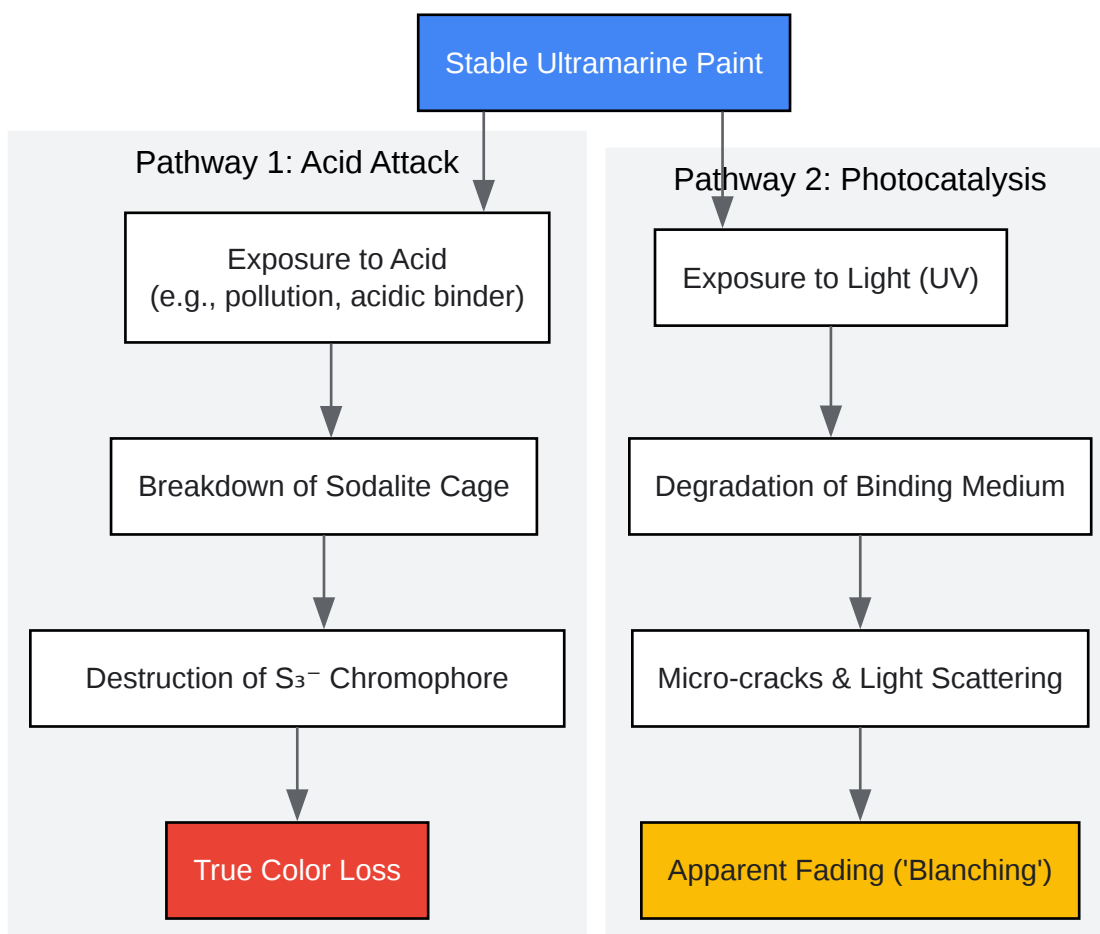 Stable Ultramarine Paint
Pathway 1: Acid Attack
Exposure to Acid
(e.g., pollution, acidic binder)
Breakdown of Sodalite Cage
Destruction of S₃⁻ Chromophore
True Color Loss
Pathway 2: Photocatalysis
Exposure to Light (UV)
Degradation of Binding Medium
Micro-cracks & Light Scattering
Apparent Fading ('Blanching')